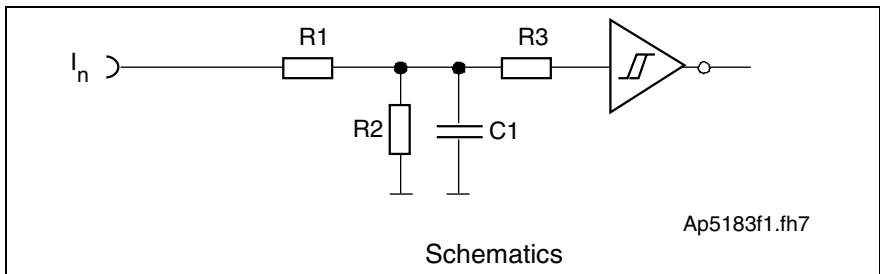 R1
R3
In
R2
C1
Ap5183f1.fh7
Schematics